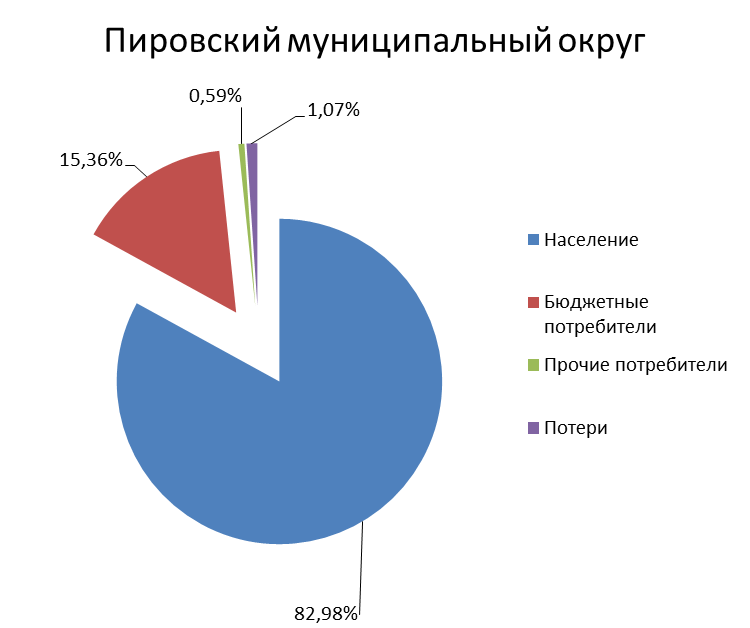 Пировский муниципальный округ
0,59%
1,07%
15,36%
Население
Бюджетные
потребители
Прочие потребители
Потери
82,98%